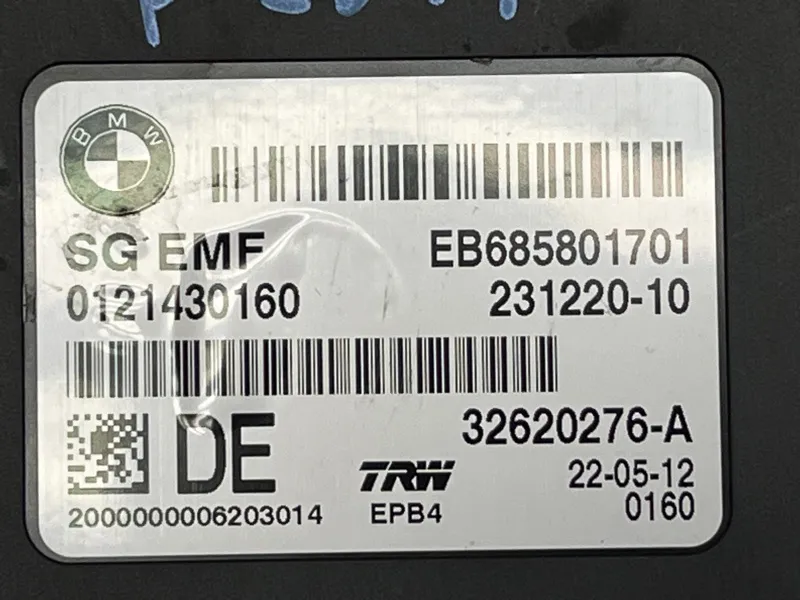 BMW
SG EMF
EB685801701
0121430160
231220-10
DE
32620276-A
TRW
22-05-12
2000000006203014
EPB4
0160